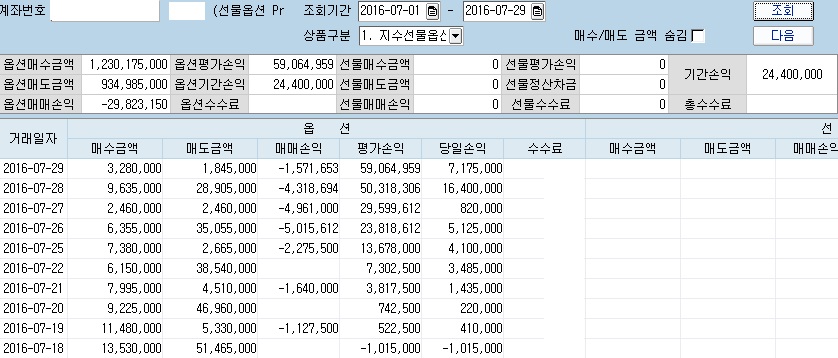 계좌번호 (선물옵션 Pr 조회기간 2016-07-01 - 2016-07-29 조회
상품구분 1. 지수선물옵션 매수/매도 금액 숨김 다음
옵션매수금액 1,230,175,000 옵션평가손익 59,064,959 선물매수금액 0 선물평가손익 0 기간손익 24,400,000
옵션매도금액 934,985,000 옵션기간손익 24,400,000 선물매도금액 0 선물정산차금 0
옵션매매손익 -29,823,150 옵션수수료 선물매매손익 0 선물수수료 0 총수수료
거래일자 옵 션 선
매수금액 매도금액 매매손익 평가손익 당일손익 수수료 매수금액 매도금액 매매손익
2016-07-29 3,280,000 1,845,000 -1,571,653 59,064,959 7,175,000
2016-07-28 9,635,000 28,905,000 -4,318,694 50,318,306 16,400,000
2016-07-27 2,460,000 2,460,000 -4,961,000 29,599,612 820,000
2016-07-26 6,355,000 35,055,000 -5,015,612 23,818,612 5,125,000
2016-07-25 7,380,000 2,665,000 -2,275,500 13,678,000 4,100,000
2016-07-22 6,150,000 38,540,000 7,302,500 3,485,000
2016-07-21 7,995,000 4,510,000 -1,640,000 3,817,500 1,435,000
2016-07-20 9,225,000 46,960,000 742,500 220,000
2016-07-19 11,480,000 5,330,000 -1,127,500 522,500 410,000
2016-07-18 13,530,000 51,465,000 -1,015,000 -1,015,000